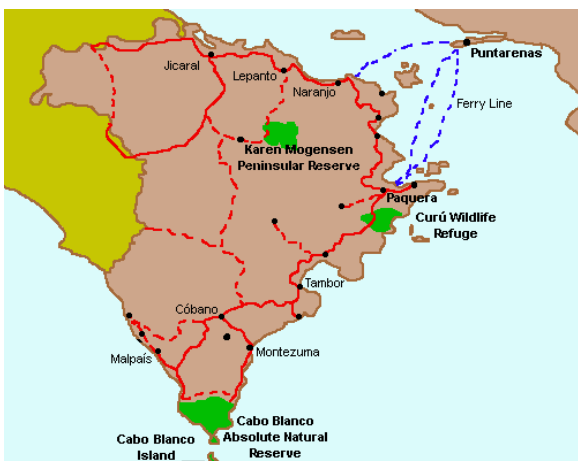 Puntarenas
Jicaral
Lepanto
Naranjo
Ferry Line
Karen Mogensen
Peninsular Reserve
Paquera
Curú Wildlife
Refuge
Tambor
Cóbano
Malpaís
Montezuma
Cabo Blanco
Absolute Natural
Reserve
Cabo Blanco
Island